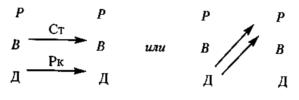 Р Р Р Р
Ст
В В или В В
Рк
Д Д Д Д